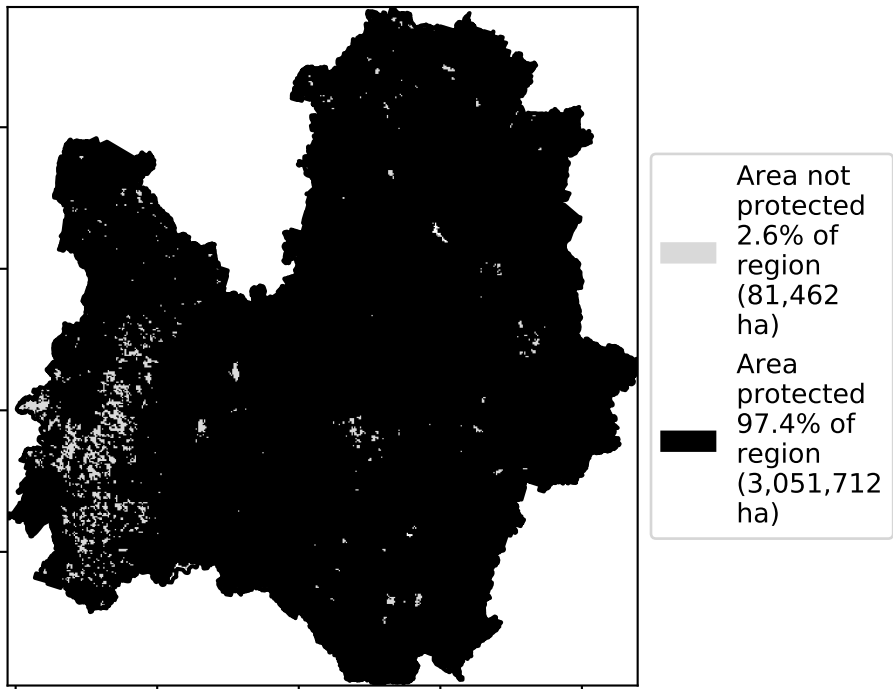 Area not
protected
2.6% of
region
(81,462
ha)
Area
protected
97.4% of
region
(3,051,712
ha)